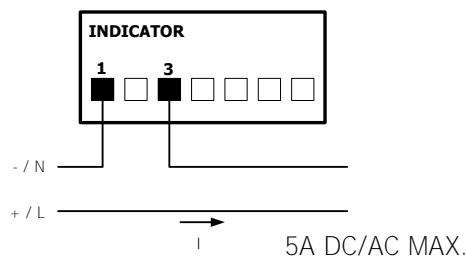 INDICATOR
1 3
- / N
+ / L
I
5A DC/AC MAX.